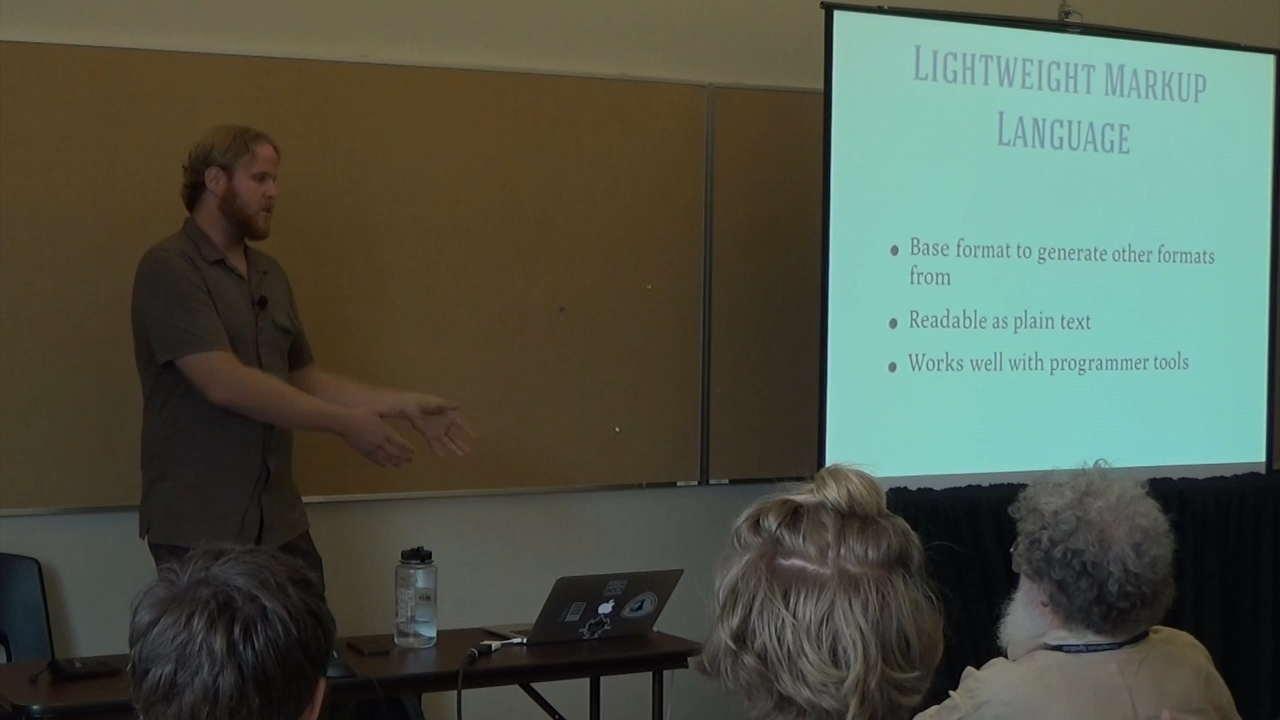 LIGHTWEIGHT MARKUP
LANGUAGE
• Base format to generate other formats
from
• Readable as plain text
• Works well with programmer tools